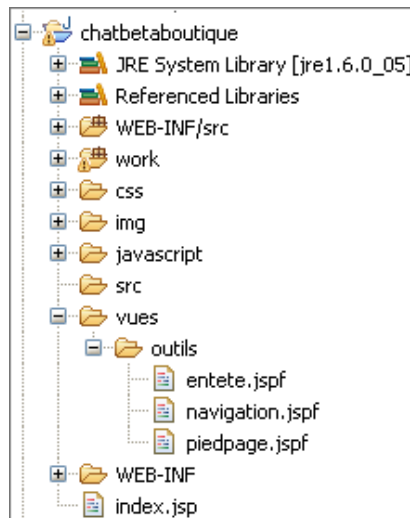 chatbetaboutique
JRE System Library [jre1.6.0_05]
Referenced Libraries
WEB-INF/src
work
css
img
javascript
src
vues
outils
entete.jspf
navigation.jspf
piedpage.jspf
WEB-INF
index.jsp